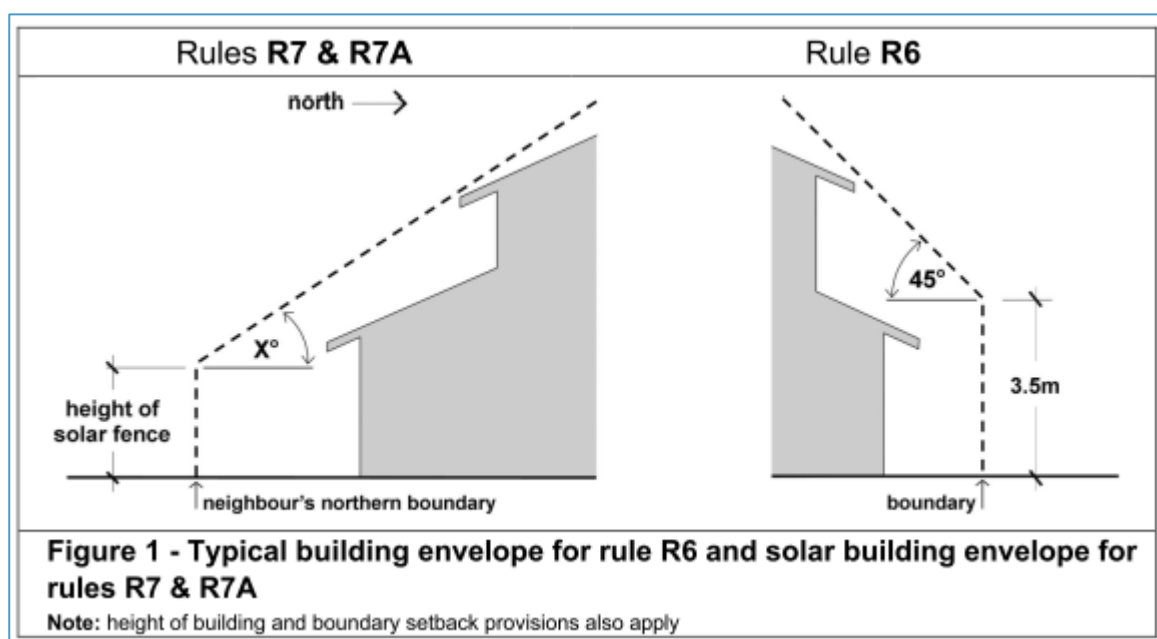 Rules R7 & R7A
Rule R6
north
X°
height of
solar fence
neighbour's northern boundary
45°
3.5m
boundary
Figure 1 - Typical building envelope for rule R6 and solar building envelope for
rules R7 & R7A
Note: height of building and boundary setback provisions also apply